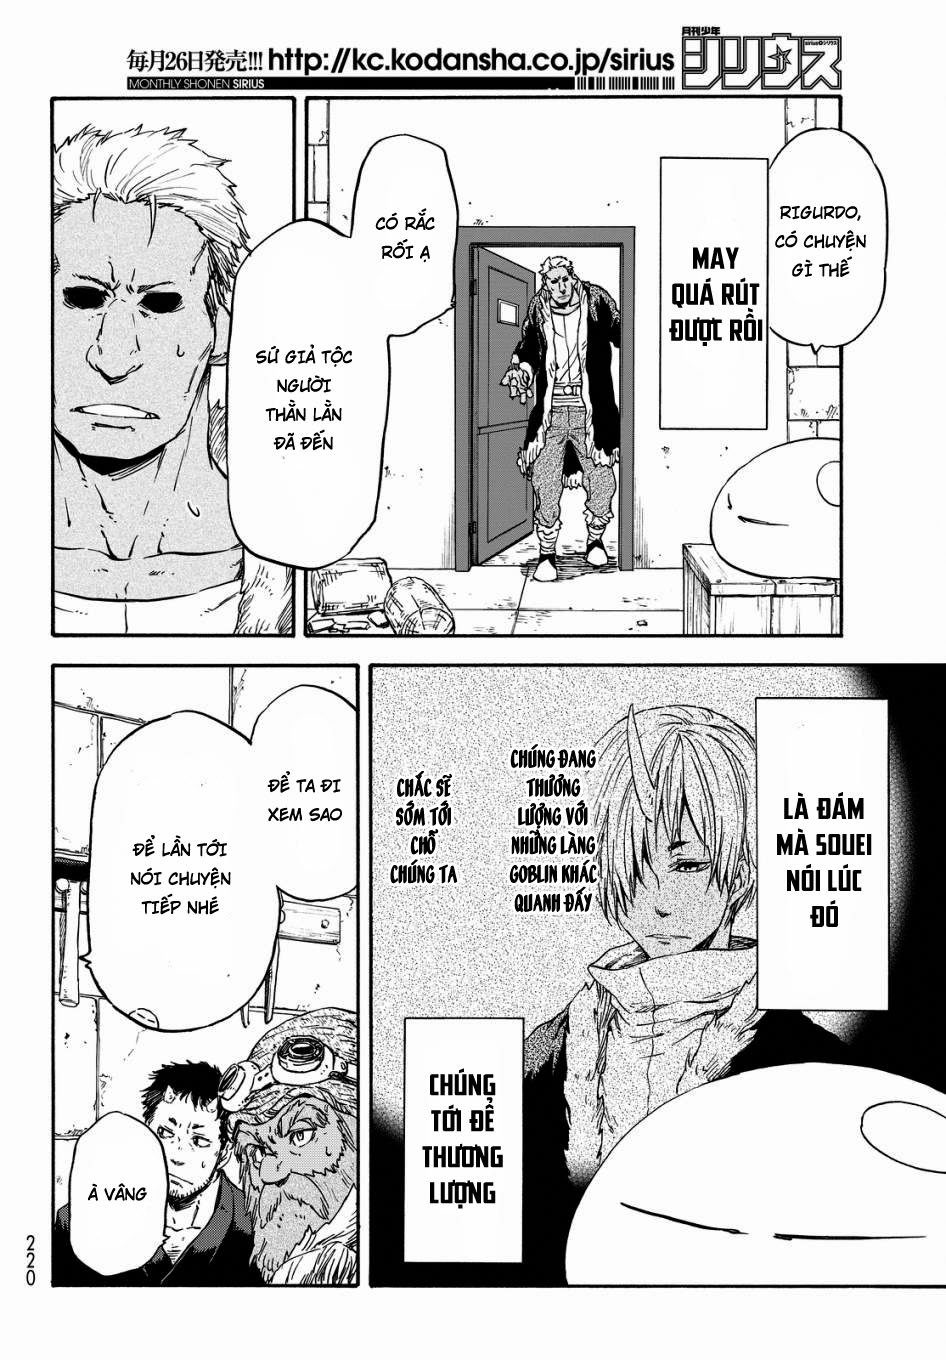 毎月26日発売!!! http://kc.kodansha.co.jp/sirius
MONTHLY SHONEN SIRIUS
月刊少年
シリウス
RIGURDO,
CÓ CHUYỆN
GÌ THẾ
MAY
QUÁ RÚT
ĐƯỢC RỒI
CÓ RẮC
RỐI Ạ
SỨ GIẢ TỘC
NGƯỜI
THẰN LẰN
ĐÃ ĐẾN
LÀ ĐÁM
MÀ SOUEI
NÓI LÚC
ĐÓ
CHÚNG ĐANG
THƯỞNG
LƯỢNG VỚI
NHỮNG LÀNG
GOBLIN KHÁC
QUANH ĐẤY
CHẮC SĨ
SỚM TỚI
CHỖ
CHÚNG TA
CHÚNG
TỚI ĐỂ
THƯƠNG
LƯỢNG
ĐỂ TA ĐI
XEM SAO
ĐỂ LẦN TỚI
NÓI CHUYỆN
TIẾP NHÉ
À VÂNG
220